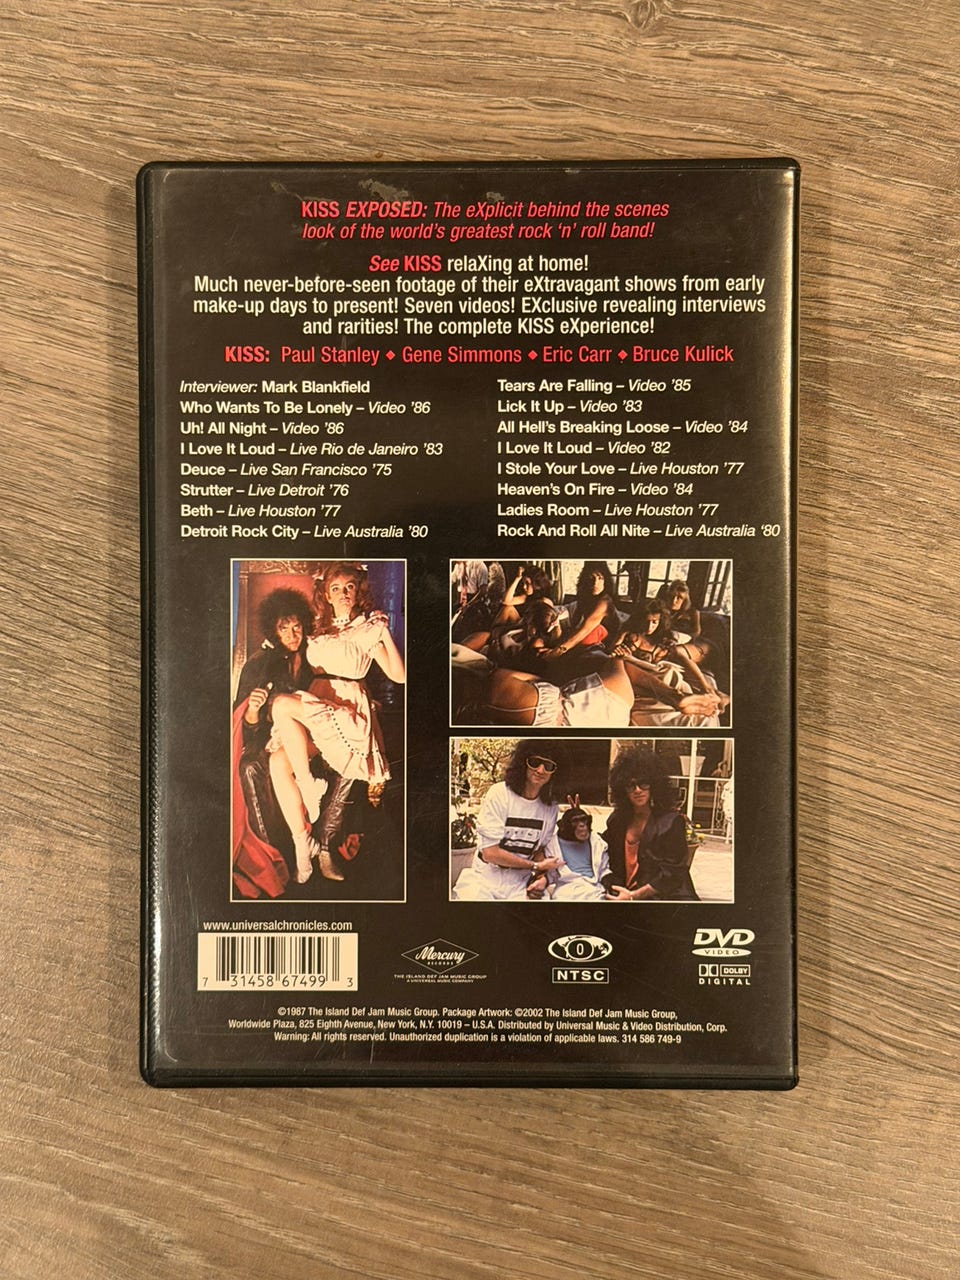 KISS EXPOSED: The eXplicit behind the scenes
look of the world's greatest rock 'n' roll band!
See KISS relaXing at home!
Much never-before-seen footage of their eXtravagant shows from early
make-up days to present! Seven videos! EXclusive revealing interviews
and rarities! The complete KISS eXperience!
KISS: Paul Stanley ◆ Gene Simmons ◆ Eric Carr ◆ Bruce Kulick
Interviewer: Mark Blankfield
Who Wants To Be Lonely – Video '86
Uh! All Night – Video '86
I Love It Loud – Live Rio de Janeiro '83
Deuce – Live San Francisco '75
Strutter – Live Detroit '76
Beth – Live Houston '77
Detroit Rock City – Live Australia '80
Tears Are Falling – Video '85
Lick It Up – Video '83
All Hell's Breaking Loose – Video '84
I Love It Loud – Video '82
I Stole Your Love – Live Houston '77
Heaven's On Fire – Video '84
Ladies Room – Live Houston '77
Rock And Roll All Nite – Live Australia '80
www.universalchronicles.com
7 31458 67499 3
Mercury
RECORDS
THE ISLAND DEF JAM MUSIC GROUP
A UNIVERSAL MUSIC COMPANY
0
NTSC
DVD
VIDEO
DOLBY
DIGITAL
©1987 The Island Def Jam Music Group. Package Artwork: ©2002 The Island Def Jam Music Group,
Worldwide Plaza, 825 Eighth Avenue, New York, N.Y. 10019 – U.S.A. Distributed by Universal Music & Video Distribution, Corp.
Warning: All rights reserved. Unauthorized duplication is a violation of applicable laws. 314 586 749-9